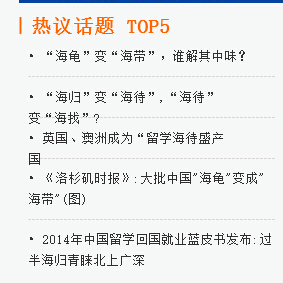 热议话题 TOP5
• “海龟”变“海带”，谁解其中味？
• “海归”变“海待”，“海待”
变“海找”？
• 英国、澳洲成为“留学海待盛产
国
• 《洛杉矶时报》：大批中国"海龟"变成"
海带"(图)
• 2014年中国留学回国就业蓝皮书发布:过
半海归青睐北上广深